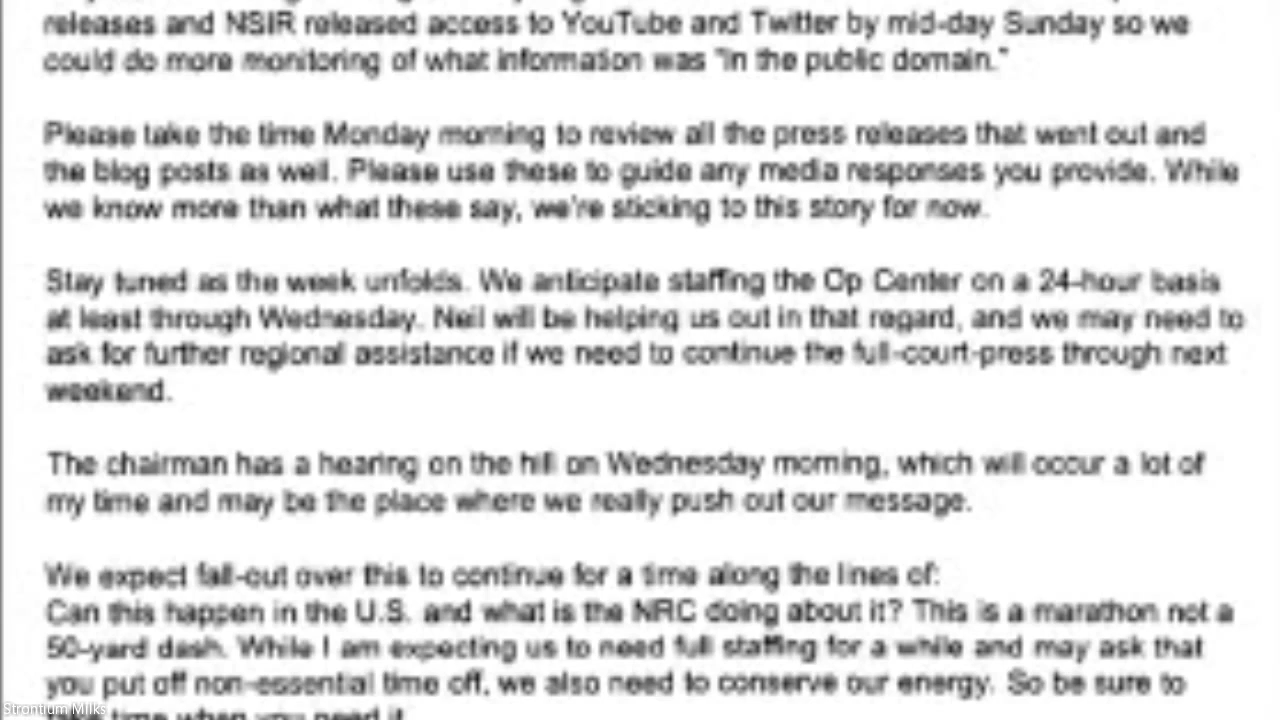 releases and NSIR released access to YouTube and Twitter by mid-day Sunday so we
could do more monitoring of what information was "in the public domain."
Please take the time Monday morning to review all the press releases that went out and
the blog posts as well. Please use these to guide any media responses you provide. While
we know more than what these say, we're sticking to this story for now.
Stay tuned as the week unfolds. We anticipate staffing the Op Center on a 24-hour basis
at least through Wednesday. Neil will be helping us out in that regard, and we may need to
ask for further regional assistance if we need to continue the full-court-press through next
weekend.
The chairman has a hearing on the hill on Wednesday morning, which will occur a lot of
my time and may be the place where we really push out our message.
We expect fall-out over this to continue for a time along the lines of:
Can this happen in the U.S. and what is the NRC doing about it? This is a marathon not a
50-yard dash. While I am expecting us to need full staffing for a while and may ask that
you put off non-essential time off, we also need to conserve our energy. So be sure to
time when you need it
Strontium Milks